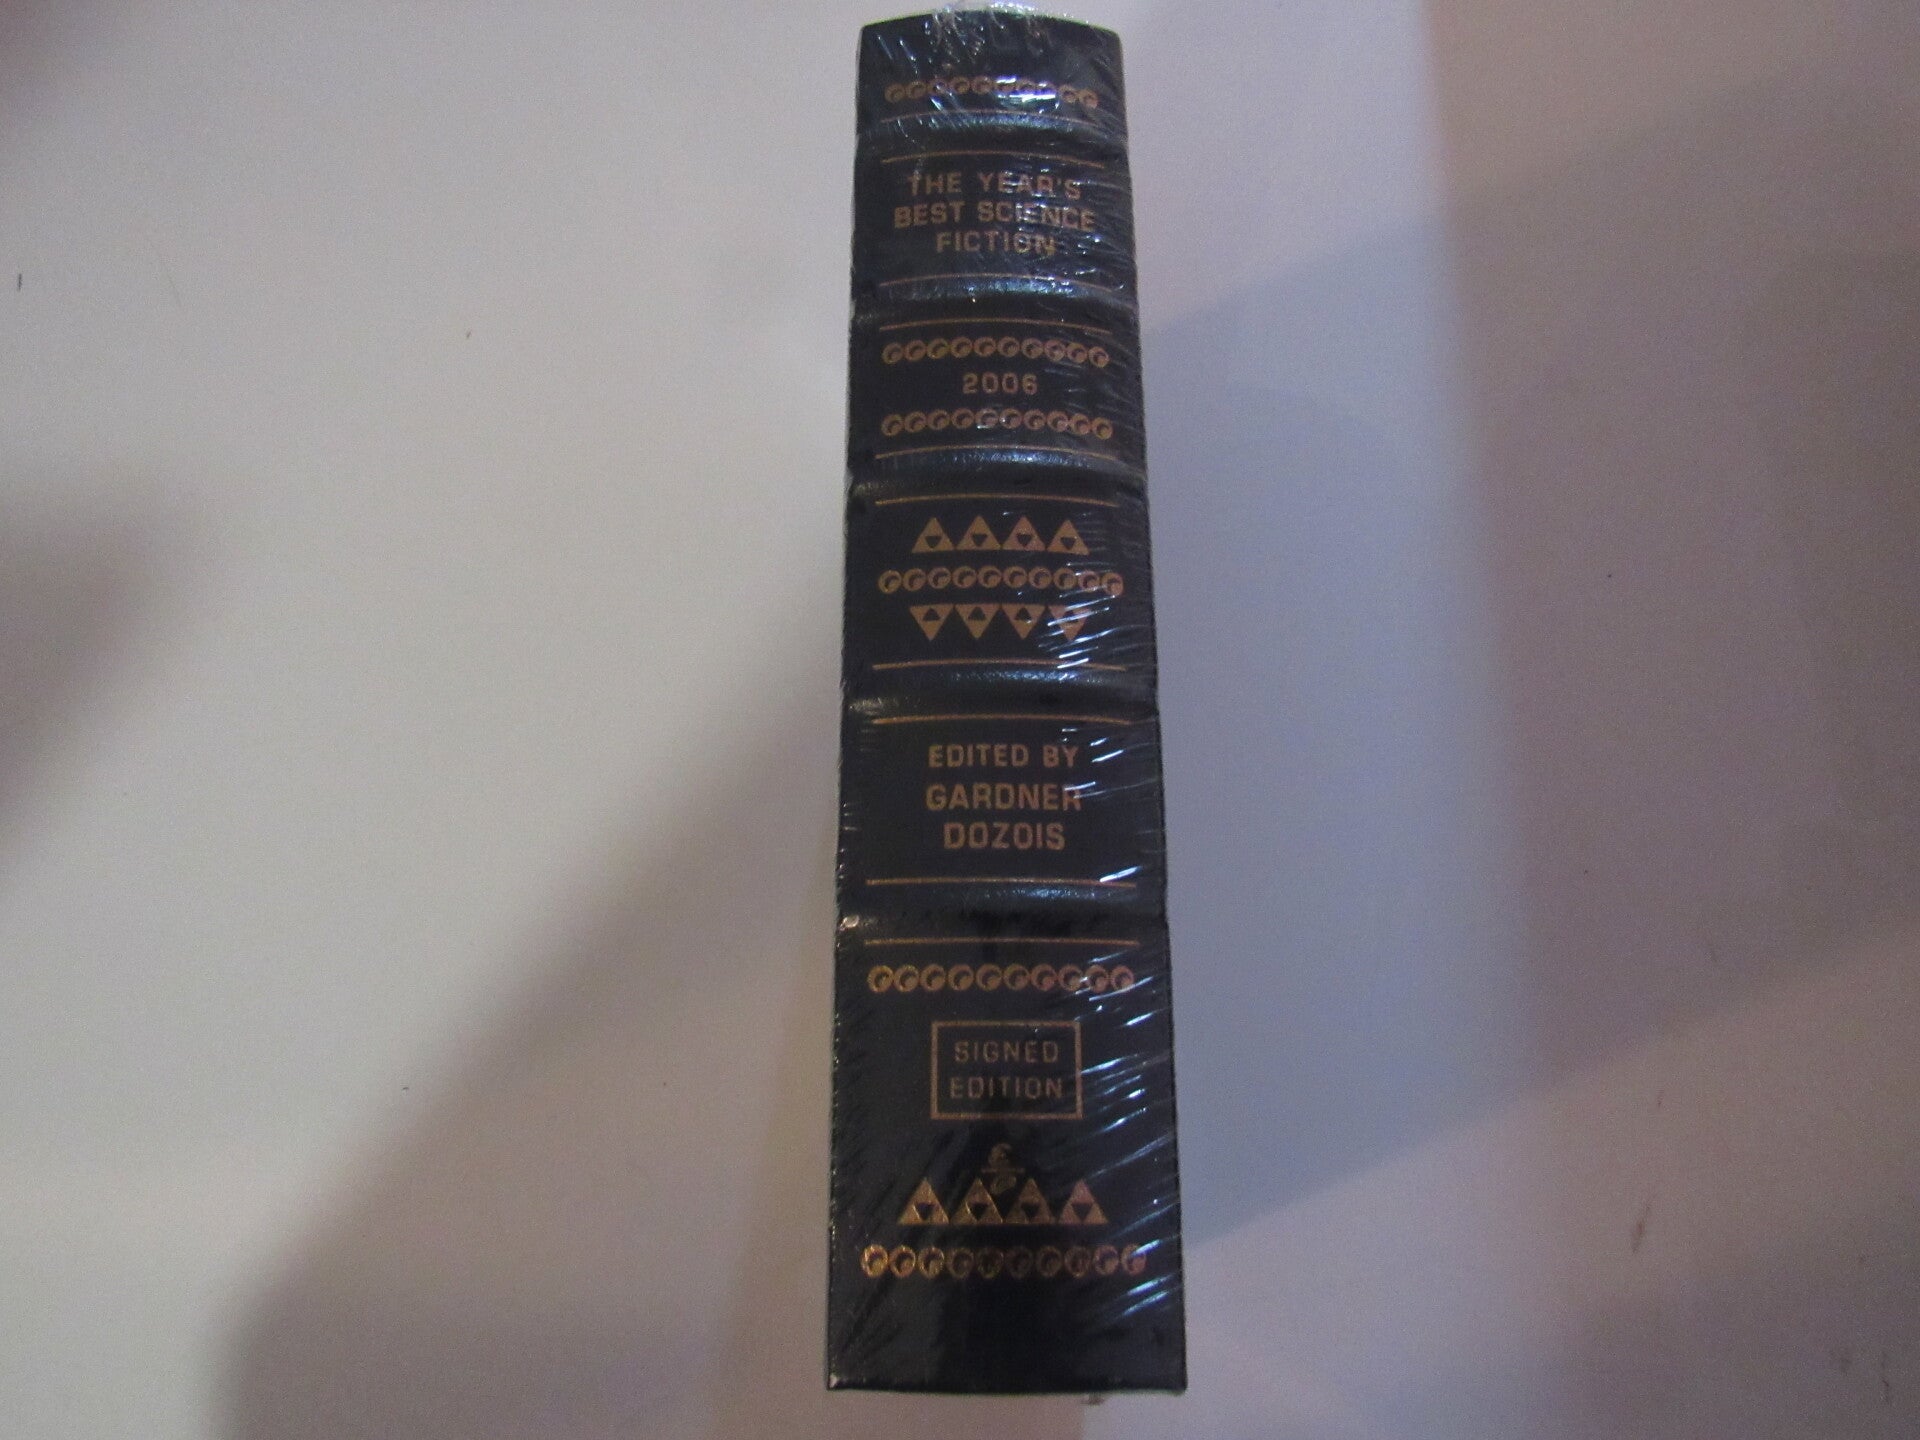 THE YEAR'S
BEST SCIENCE
FICTION
2006
EDITED BY
GARDNER
DOZOIS
SIGNED
EDITION